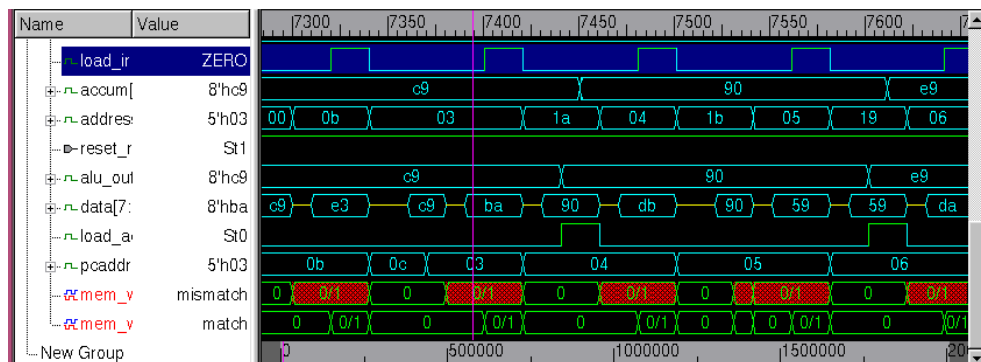 Name Value 7300 7350 7400 7450 7500 7550 7600
load_ir ZERO
accum[ 8'hc9 c9 90 e9
addres 5'h03 00 0b 03 1a 04 1b 05 19 06
reset_r St1
alu_out 8'hc9 c9 90 e9
data[7: 8'hba c9 e3 c9 ba 90 db 90 59 59 da
load_a St0
pcaddr 5'h03 0b 0c 03 04 05 06
mem_v mismatch 0 0/1 0 0/1 0 0/1 0 0/1 0 0/1
mem_v match 0 0/1 0 0/1 0 0/1 0 0 0/1 0 0/1
New Group 0 500000 1000000 1500000 20